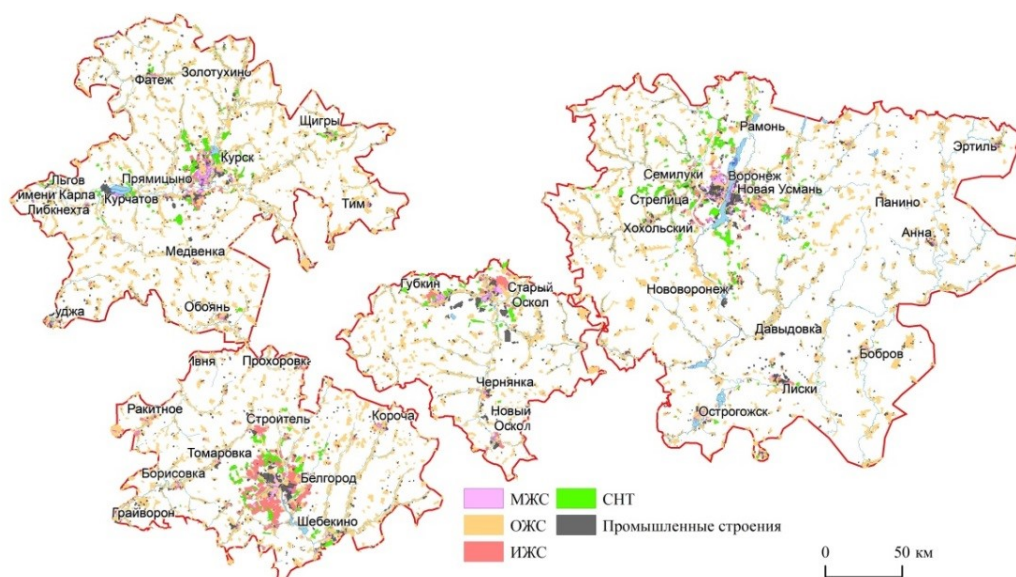 Золотухино
Фатеж
Щигры
Курск
Льгов
Прямицыно
имени Карла
Либкнехта
Курчатов
Тим
Медвенка
Обоянь
уджа
Рамонь
Эртиль
Семилуки
Воронеж
Новая Усмань
Стрелица
Панино
Хохольский
Анна
Нововоронеж
Давыдовка
Бобров
Лиски
Острогожск
Губкин
Старый
Оскол
Чернянка
Новый
Оскол
Ивня
Прохоровк
Ракитное
Строитель
Короча
Томаровка
Борисовка
Белгород
Грайворон
Шебекино
МЖС
СНТ
ОЖС
Промышленные строения
ИЖС
0 50 км